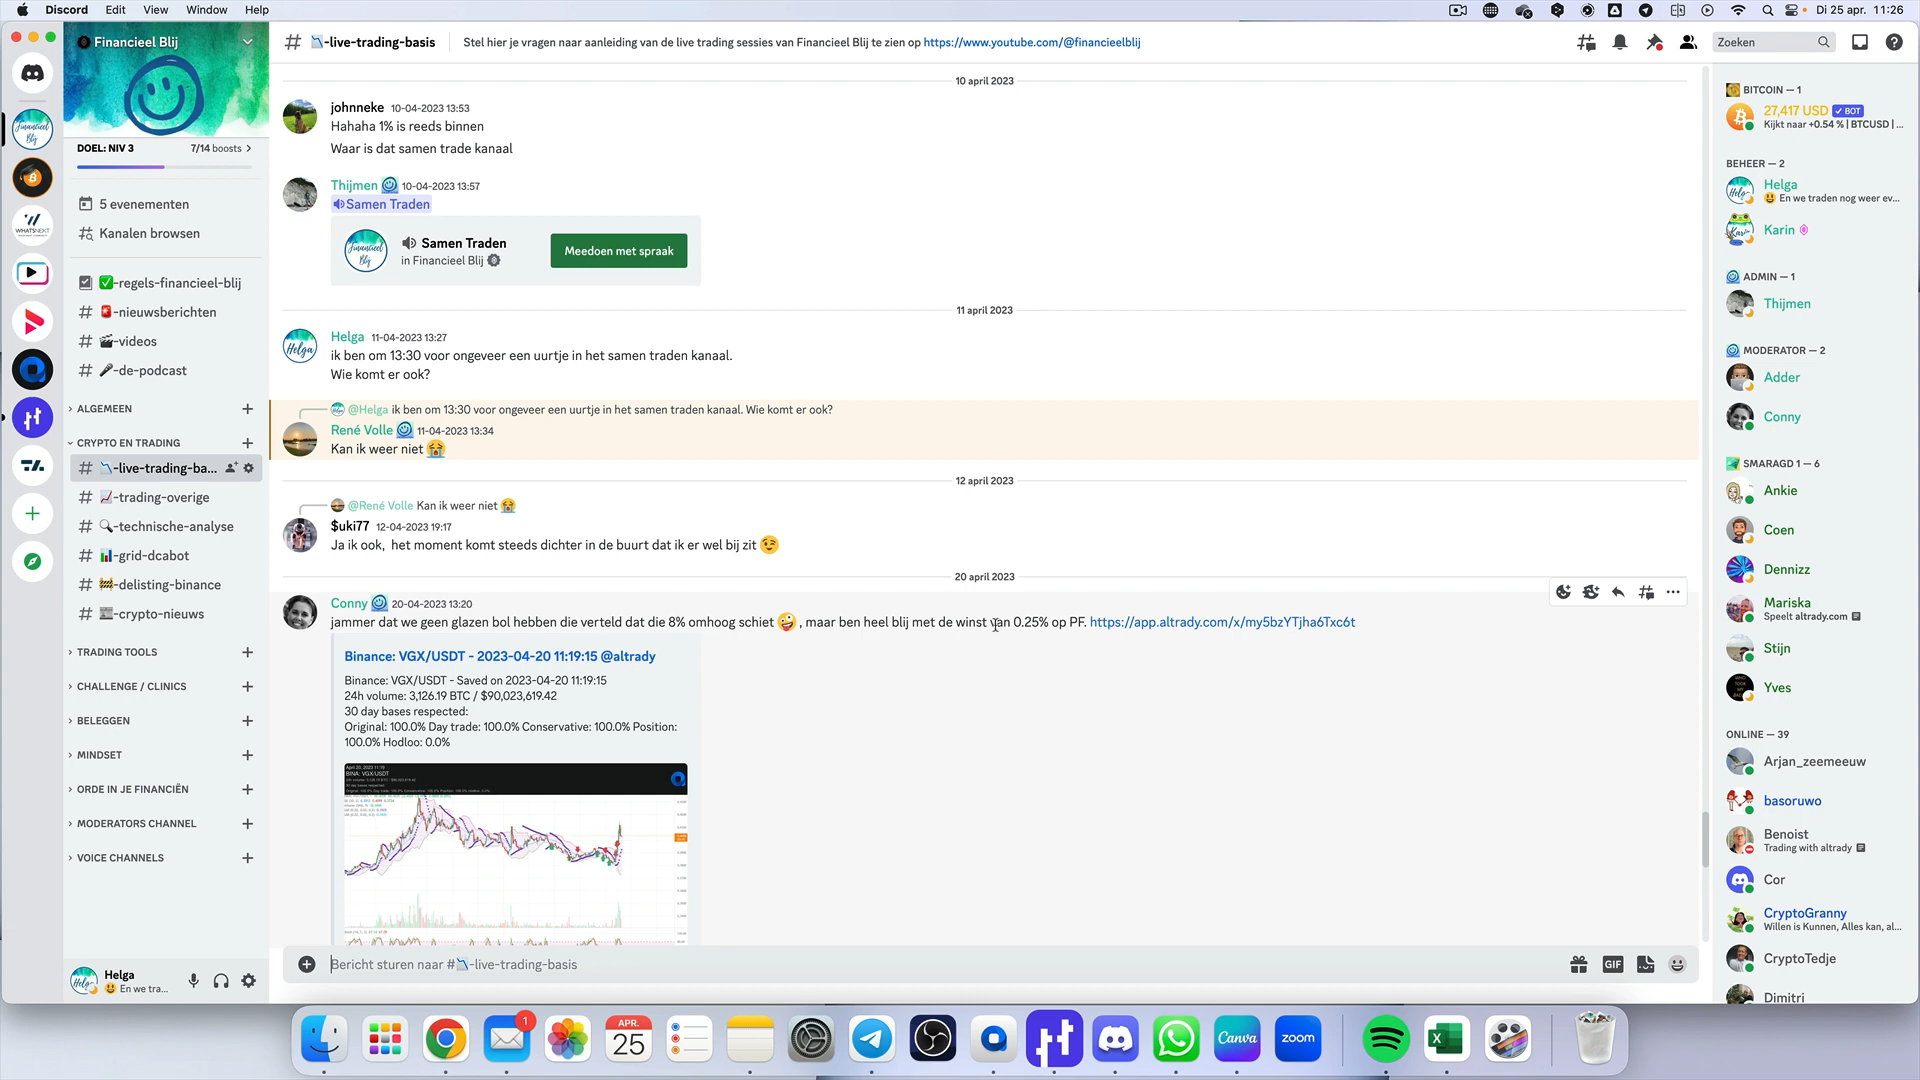 Discord File Edit View Window Help
Di 25 apr. 11:26
Financieel Blij
DOEL: NIV 3 7/14 boosts >
5 evenementen
Kanalen browsen
-regels-financieel-blij
# -nieuwsberichten
# -videos
# -de-podcast
ALGEMEEN +
CRYPTO EN TRADING +
# -live-trading-ba...
# -trading-overige
# -technische-analyse
# -grid-dcabot
# -delisting-binance
# -crypto-nieuws
TRADING TOOLS +
CHALLENGE / CLINICS +
BELEGGEN +
MINDSET +
ORDE IN JE FINANCIËN +
MODERATORS CHANNEL +
VOICE CHANNELS +
Helga
En we tra...
WHATSNEXT
# -live-trading-basis
Stel hier je vragen naar aanleiding van de live trading sessies van Financieel Blij te zien op https://www.youtube.com/@financieelblij
Zoeken
10 april 2023
johnneke 10-04-2023 13:53
Hahaha 1% is reeds binnen
Waar is dat samen trade kanaal
Thijmen 10-04-2023 13:57
Samen Traden
Samen Traden
in Financieel Blij
Meedoen met spraak
11 april 2023
Helga 11-04-2023 13:27
ik ben om 13:30 voor ongeveer een uurtje in het samen traden kanaal.
Wie komt er ook?
@Helga ik ben om 13:30 voor ongeveer een uurtje in het samen traden kanaal. Wie komt er ook?
René Volle 11-04-2023 13:34
Kan ik weer niet 😭
12 april 2023
@René Volle Kan ik weer niet 😭
$uki77 12-04-2023 19:17
Ja ik ook, het moment komt steeds dichter in de buurt dat ik er wel bij zit 😉
20 april 2023
Conny 20-04-2023 13:20
jammer dat we geen glazen bol hebben die verteld dat die 8% omhoog schiet 🤪 , maar ben heel blij met de winst van 0.25% op PF. https://app.altrady.com/x/my5bzYTjha6Txc6t
Binance: VGX/USDT - 2023-04-20 11:19:15 @altrady
Binance: VGX/USDT - Saved on 2023-04-20 11:19:15
24h volume: 3,126.19 BTC / $90,023,619.42
30 day bases respected:
Original: 100.0% Day trade: 100.0% Conservative: 100.0% Position:
100.0% Hodloo: 0.0%
April 20, 2023 11:19
BINA: VGX/USDT
Bericht sturen naar #-live-trading-basis
GIF
BITCOIN — 1
27,417 USD ✓ BOT
Kijkt naar +0.54 % | BTCUSD | ...
BEHEER — 2
Helga
En we traden nog weer ev...
Karin
ADMIN — 1
Thijmen
MODERATOR — 2
Adder
Conny
SMARAGD 1 — 6
Ankie
Coen
Dennizz
Mariska
Speelt altrady.com
Stijn
Yves
ONLINE — 39
Arjan_zeemeeuw
basoruwo
Benoist
Trading with altrady
Cor
CryptoGranny
Willen is Kunnen, Alles kan, al...
CryptoTedje
Dimitri
1
APR.
25
Canva
zoom
X